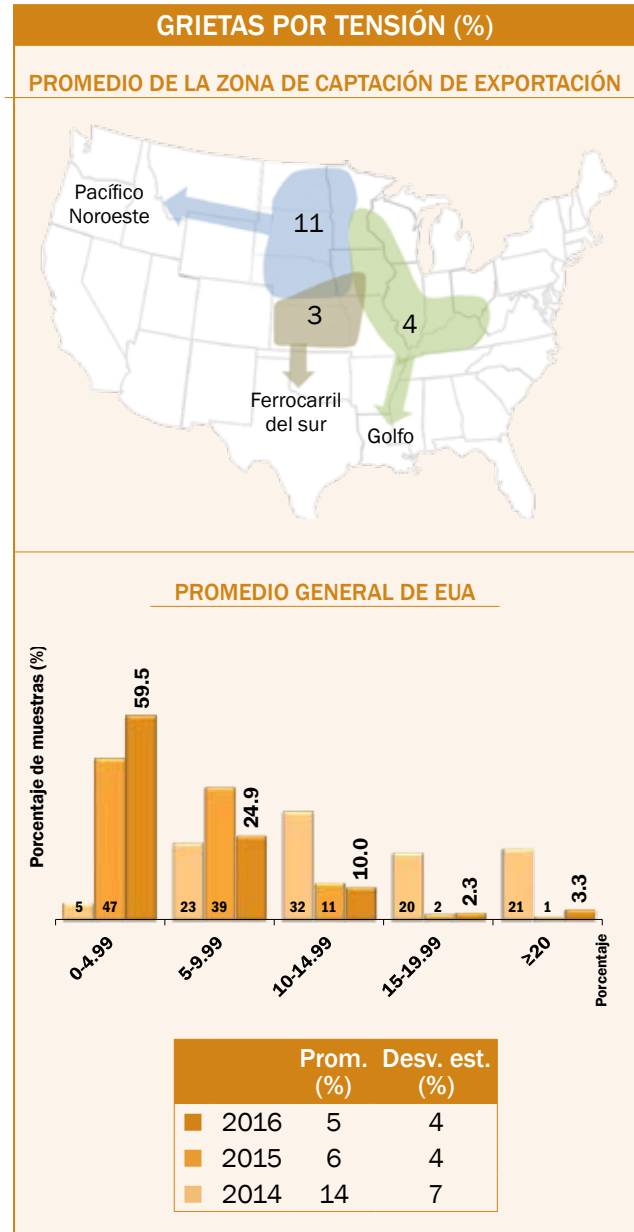 GRIETAS POR TENSIÓN (%)
PROMEDIO DE LA ZONA DE CAPTACIÓN DE EXPORTACIÓN
Pacífico
Noroeste
11
3
4
Ferrocarril
del sur
Golfo
PROMEDIO GENERAL DE EUA
Porcentaje de muestras (%)
5 47 59.5
23 39 24.9
32 11 10.0
20 2 2.3
21 1 3.3
0-4.99 5-9.99 10-14.99 15-19.99 ≥20
Porcentaje
Prom. Desv. est.
(%) (%)
2016 5 4
2015 6 4
2014 14 7